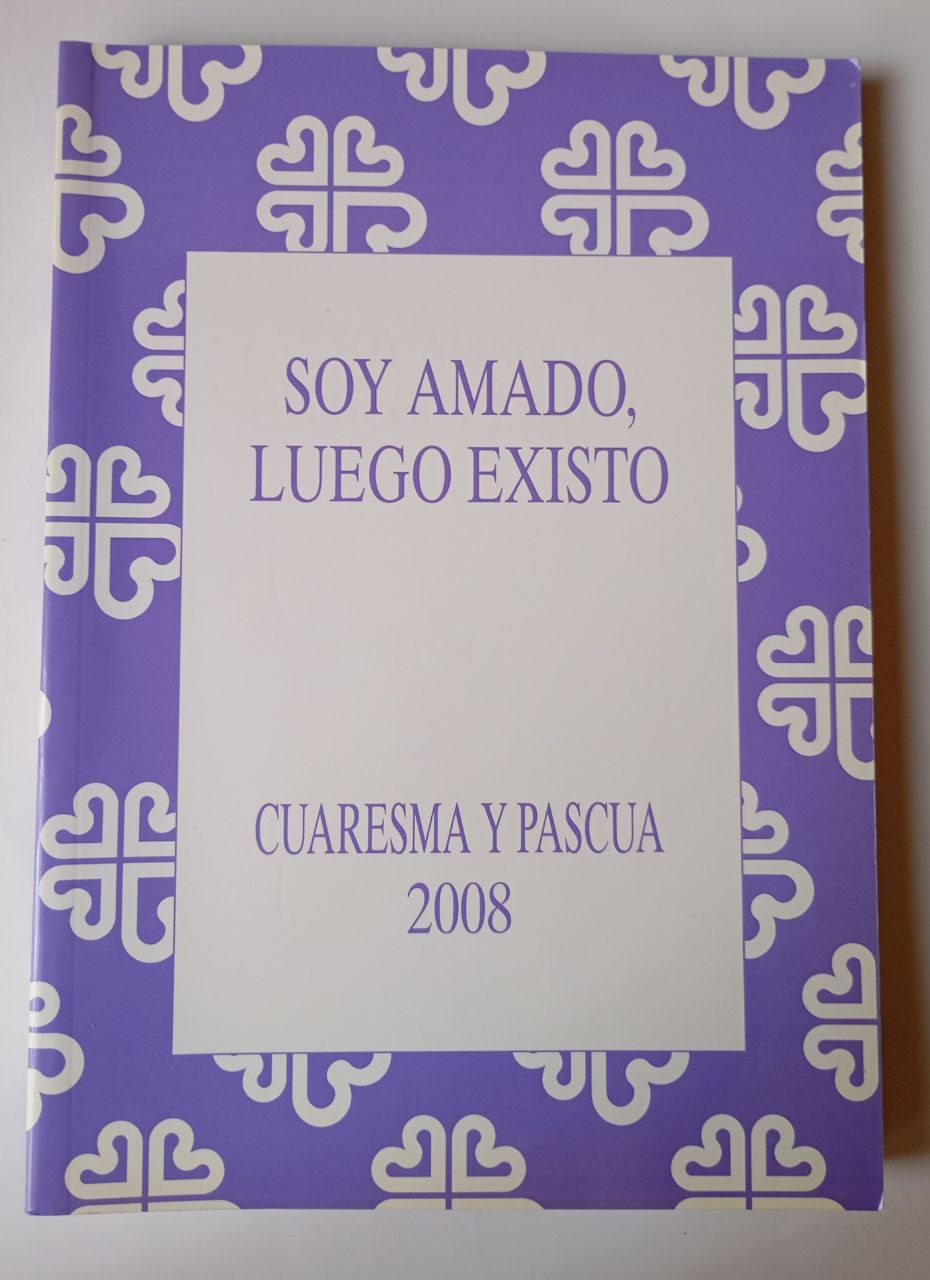 SOY AMADO,
LUEGO EXISTO
CUARESMA Y PASCUA
2008